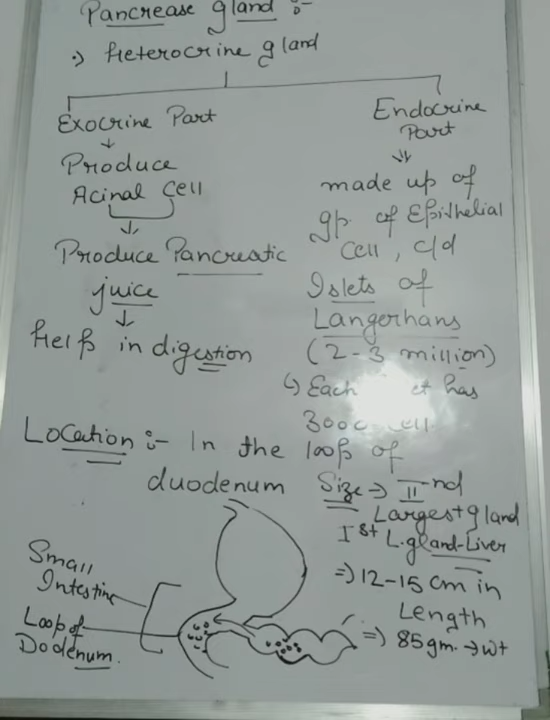 Pancrease gland :-
:) Heterocrine gland
Exocrine Part
Produce
Acinal Cell
Produce Pancreatic
juice
Help in digestion
Endocrine
Part
made up of
gp. of Epithelial
Cell, c/d
Islets of
Langerhans
(2-3 million)
Each has
Location :- In the loop of
duodenum
Size → IInd
Largest gland
Ist L.gland-Liver
⇒) 12-15 cm in
Length
⇒) 85gm. → wt
Small
Intestine
Loop of
Dodenum.